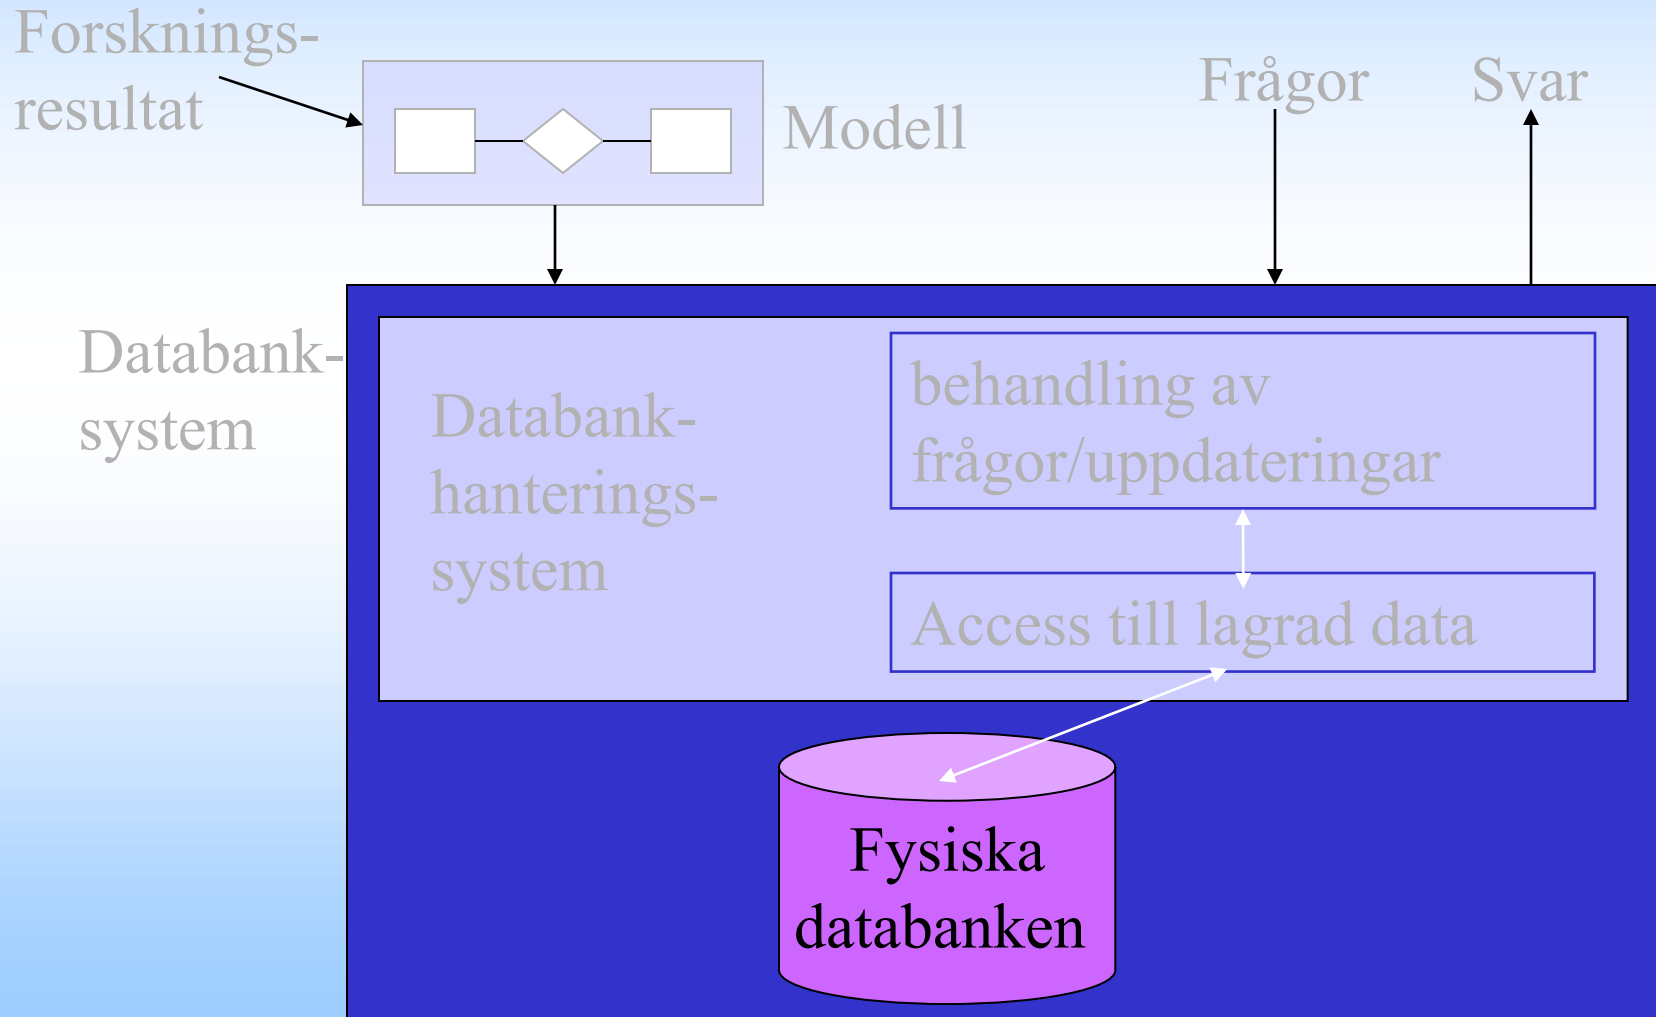 Forsknings-
resultat
Modell
Frågor
Svar
Databank-
system
Databank-
hanterings-
system
behandling av
frågor/uppdateringar
Access till lagrad data
Fysiska
databanken